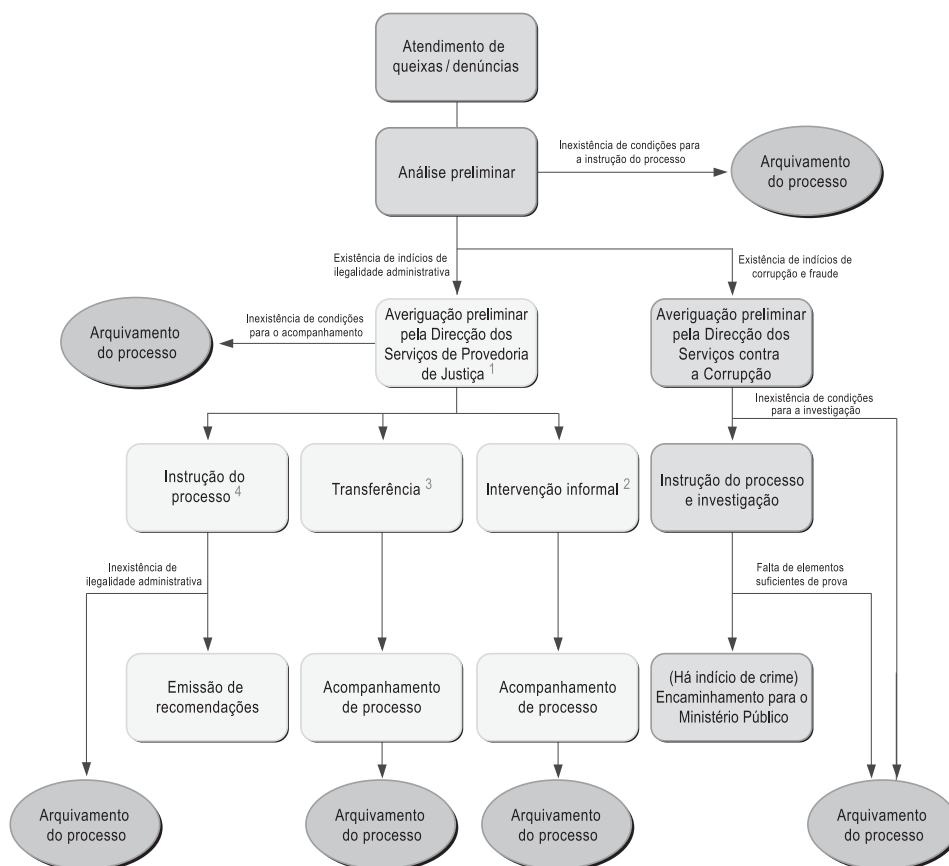 Atendimento de
queixas / denúncias
Análise preliminar
Inexistência de condições para
a instrução do processo
Arquivamento
do processo
Existência de indícios de
ilegalidade administrativa
Existência de indícios de
corrupção e fraude
Arquivamento
do processo
Inexistência de condições
para o acompanhamento
Averiguação preliminar
pela Direcção dos
Serviços de Provedoria
de Justiça 1
Averiguação preliminar
pela Direcção dos
Serviços contra
a Corrupção
Inexistência de condições
para a investigação
Instrução do
processo 4
Transferência 3
Intervenção informal 2
Instrução do processo
e investigação
Inexistência de
ilegalidade administrativa
Falta de elementos
suficientes de prova
Emissão de
recomendações
Acompanhamento
de processo
Acompanhamento
de processo
(Há indício de crime)
Encaminhamento para o
Ministério Público
Arquivamento
do processo
Arquivamento
do processo
Arquivamento
do processo
Arquivamento
do processo